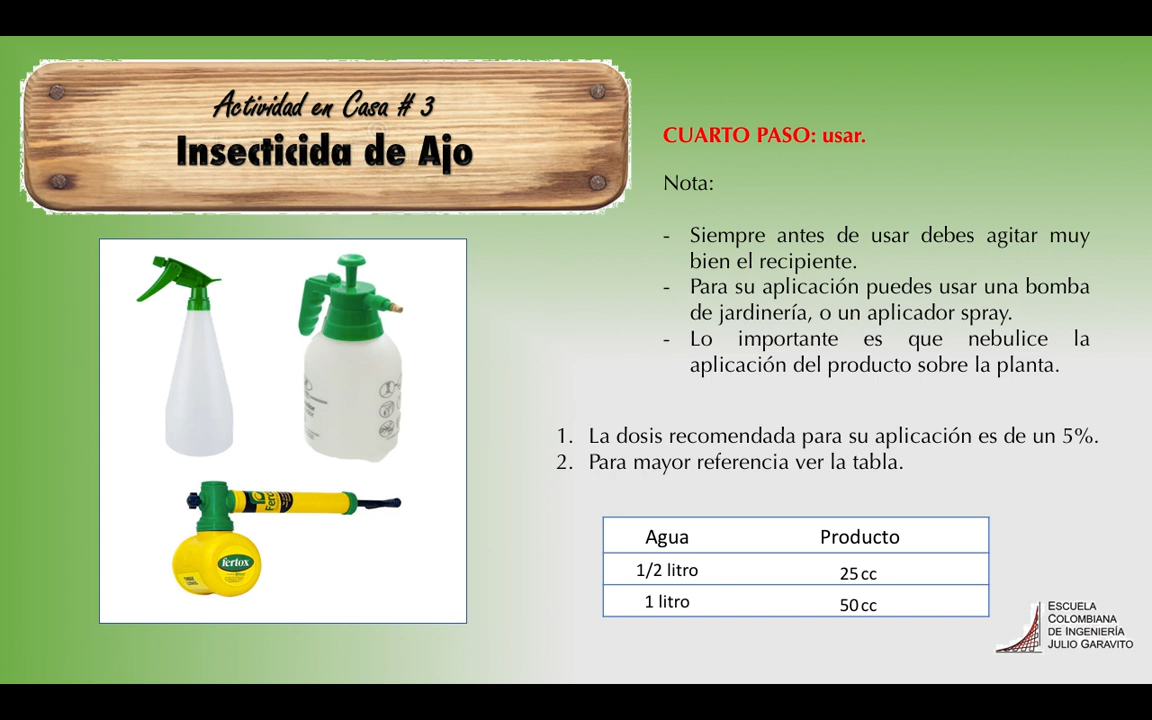 Actividad en Casa # 3
Insecticida de Ajo
CUARTO PASO: usar.
Nota:
- Siempre antes de usar debes agitar muy
bien el recipiente.
- Para su aplicación puedes usar una bomba
de jardinería, o un aplicador spray.
- Lo importante es que nebulice la
aplicación del producto sobre la planta.
1. La dosis recomendada para su aplicación es de un 5%.
2. Para mayor referencia ver la tabla.
Agua Producto
1/2 litro 25 cc
1 litro 50 cc
fertox
ESCUELA
COLOMBIANA
DE INGENIERÍA
JULIO GARAVITO